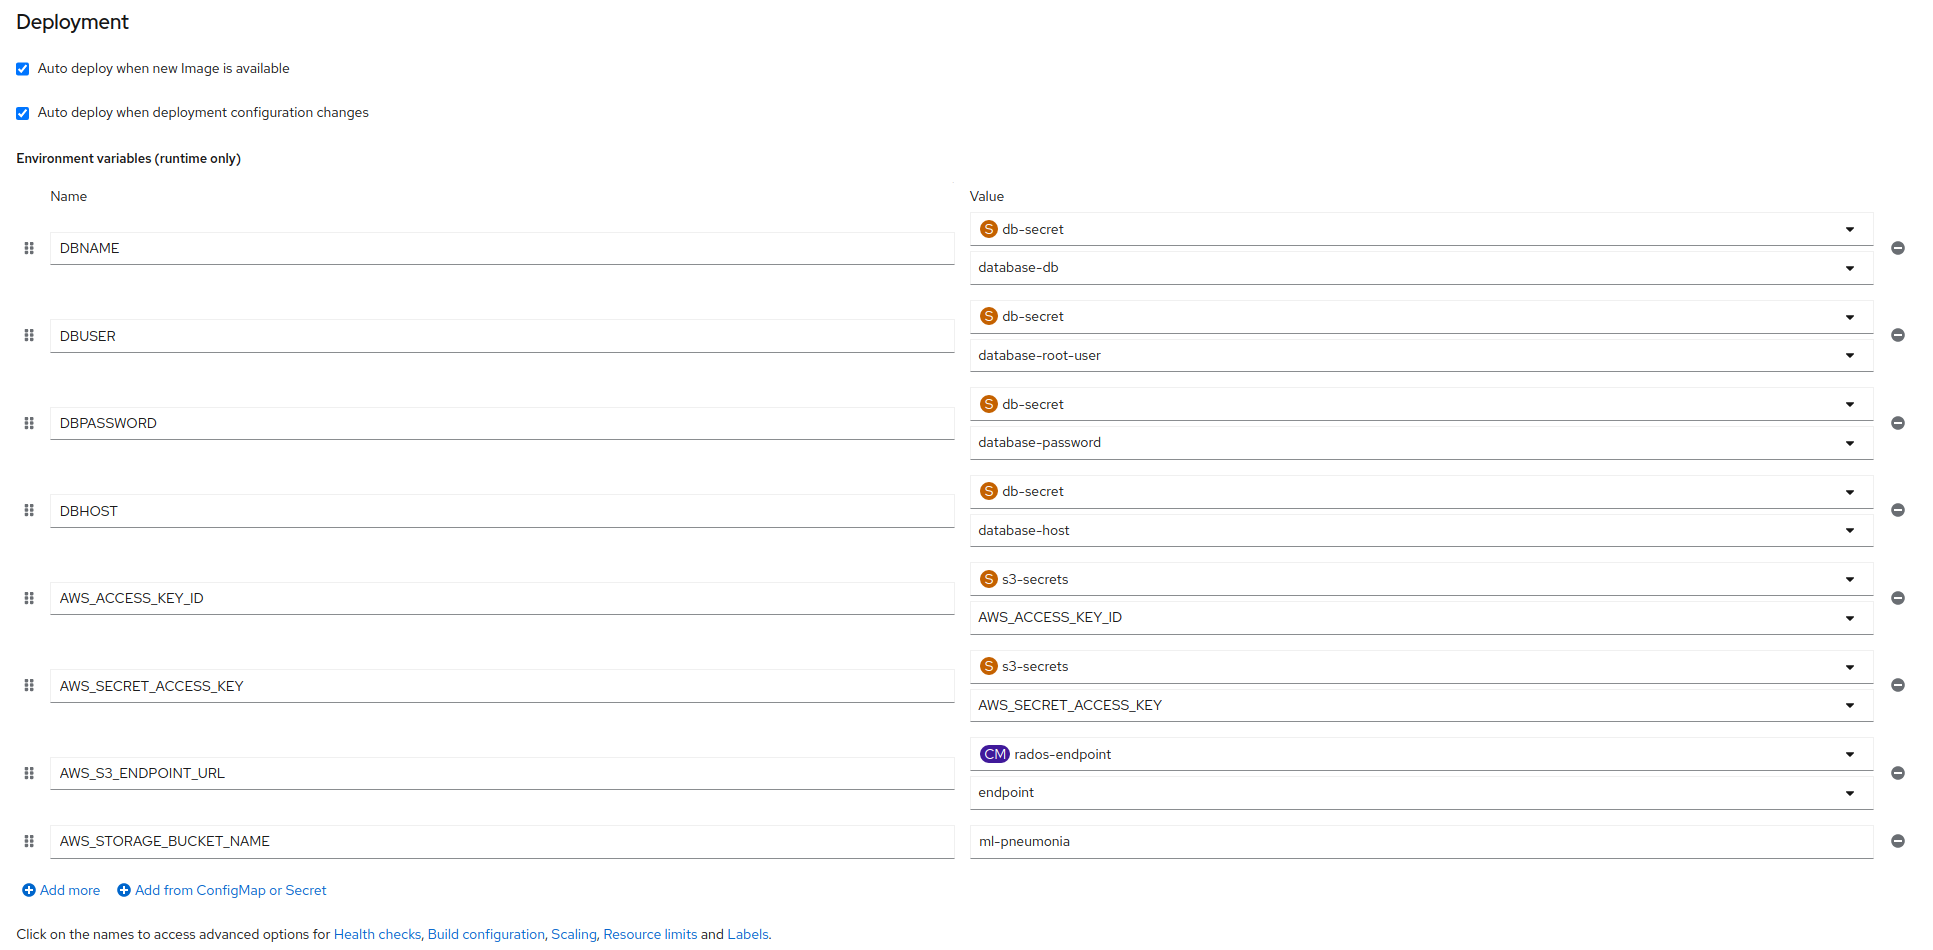 Deployment
Auto deploy when new Image is available
Auto deploy when deployment configuration changes
Environment variables (runtime only)
Name Value
DBNAME
S db-secret
database-db
DBUSER
S db-secret
database-root-user
DBPASSWORD
S db-secret
database-password
DBHOST
S db-secret
database-host
AWS_ACCESS_KEY_ID
S s3-secrets
AWS_ACCESS_KEY_ID
AWS_SECRET_ACCESS_KEY
S s3-secrets
AWS_SECRET_ACCESS_KEY
AWS_S3_ENDPOINT_URL
CM rados-endpoint
endpoint
AWS_STORAGE_BUCKET_NAME ml-pneumonia
Add more Add from ConfigMap or Secret
Click on the names to access advanced options for Health checks, Build configuration, Scaling, Resource limits and Labels.